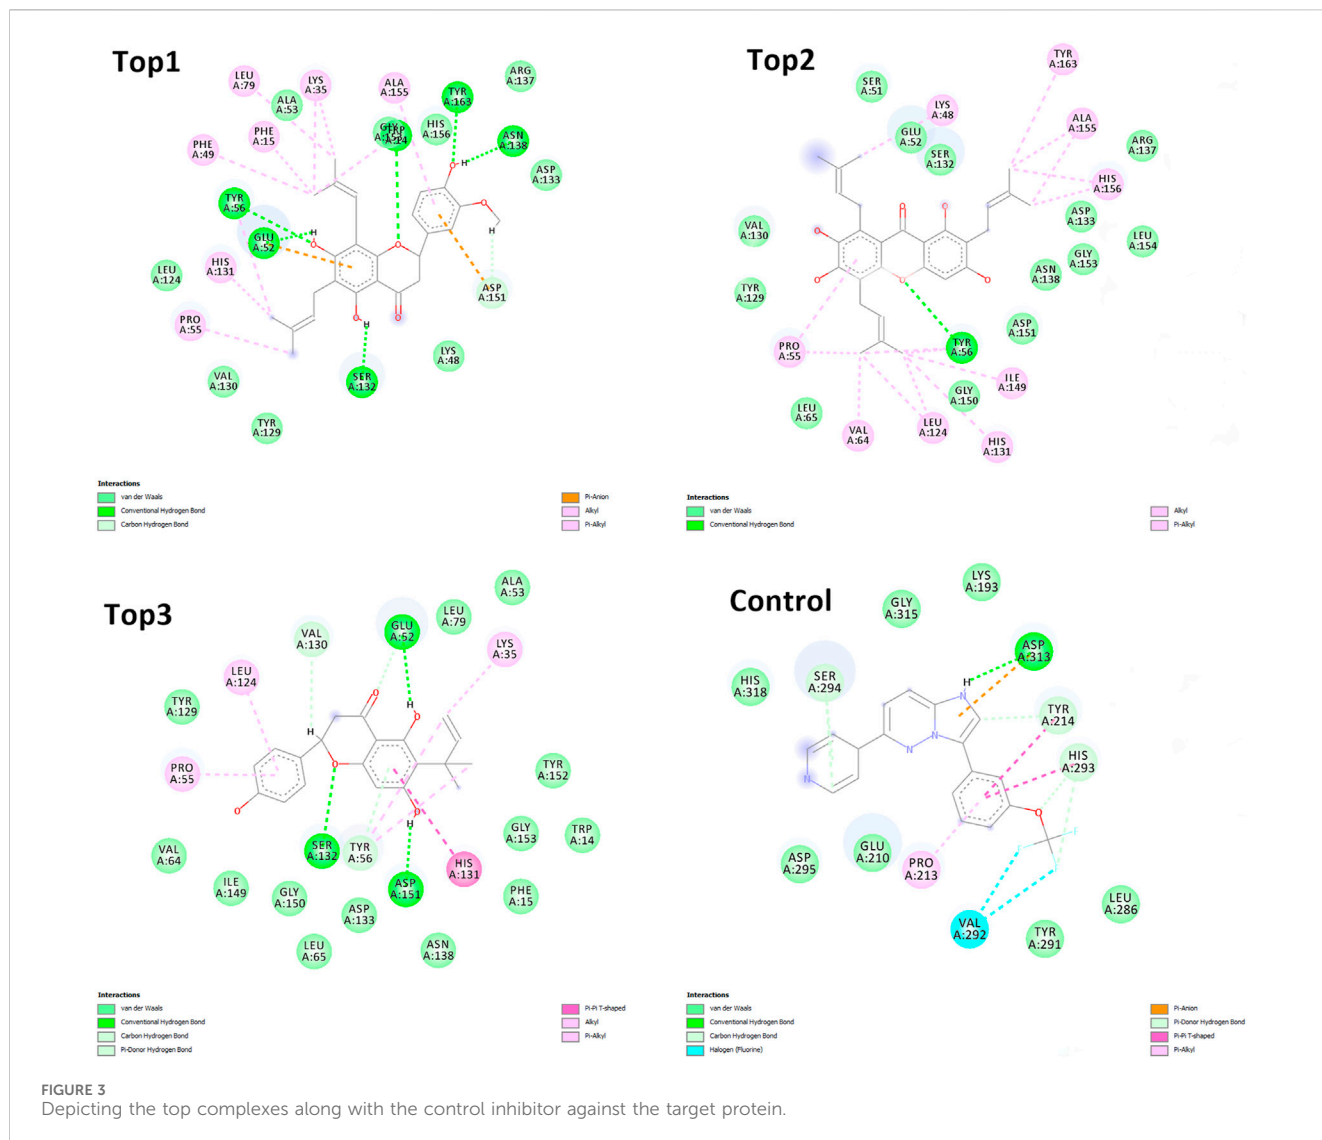 Top1
LEU
A:79
LYS
A:35
ALA
A:53
PHE
A:15
PHE
A:49
ALA
A:155
TYR
A:163
ARG
A:137
HIS
A:156
TRP
A:14
ASN
A:138
ASP
A:133
TYR
A:56
GLU
A:52
HIS
A:131
LEU
A:124
PRO
A:55
VAL
A:130
TYR
A:129
SER
A:132
LYS
A:48
ASP
A:151
H
O
O
O
H
O
O
H
O
H
Interactions
van der Waals
Conventional Hydrogen Bond
Carbon Hydrogen Bond
Pi-Anion
Alkyl
Pi-Alkyl
Top2
TYR
A:163
SER
A:51
LYS
A:48
GLU
A:52
SER
A:132
ALA
A:155
ARG
A:137
HIS
A:156
ASP
A:133
LEU
A:154
GLY
A:153
ASN
A:138
VAL
A:130
TYR
A:129
ASP
A:151
PRO
A:55
TYR
A:56
ILE
A:149
GLY
A:150
LEU
A:65
VAL
A:64
LEU
A:124
HIS
A:131
O
O
O
O
O
O
Interactions
van der Waals
Conventional Hydrogen Bond
Alkyl
Pi-Alkyl
Top3
ALA
A:53
LEU
A:79
GLU
A:52
VAL
A:130
LYS
A:35
LEU
A:124
TYR
A:129
PRO
A:55
TYR
A:152
VAL
A:64
SER
A:132
TYR
A:56
HIS
A:131
GLY
A:153
TRP
A:14
ILE
A:149
GLY
A:150
ASP
A:133
ASP
A:151
PHE
A:15
LEU
A:65
ASN
A:138
O
H
O
H
O
O
O
H
Interactions
van der Waals
Conventional Hydrogen Bond
Carbon Hydrogen Bond
Pi-Donor Hydrogen Bond
Pi-Pi T-shaped
Alkyl
Pi-Alkyl
Control
LYS
A:193
GLY
A:315
ASP
A:313
HIS
A:318
SER
A:294
TYR
A:214
HIS
A:293
ASP
A:295
GLU
A:210
PRO
A:213
VAL
A:292
TYR
A:291
LEU
A:286
H
N
N
N
N
O
F
F
F
Interactions
van der Waals
Conventional Hydrogen Bond
Carbon Hydrogen Bond
Halogen (Fluorine)
Pi-Anion
Pi-Donor Hydrogen Bond
Pi-Pi T-shaped
Pi-Alkyl
FIGURE 3
Depicting the top complexes along with the control inhibitor against the target protein.